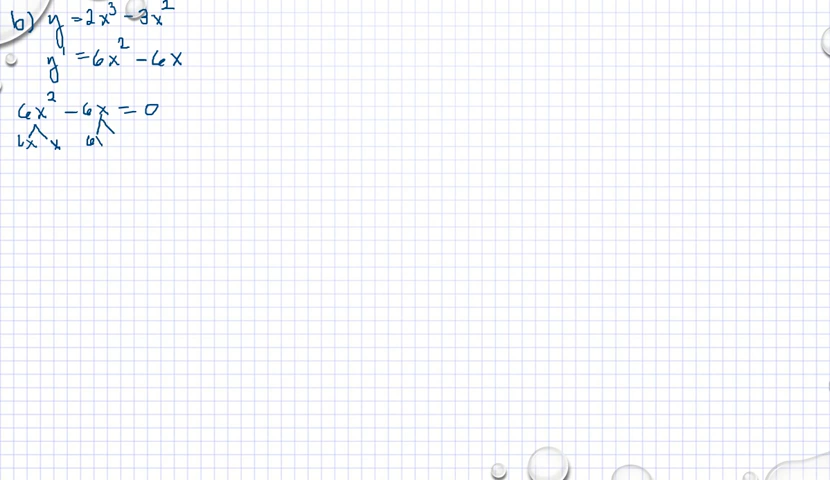 b) y = 2x³ - 3x²
y' = 6x² - 6x
6x² - 6x = 0
6x x 6